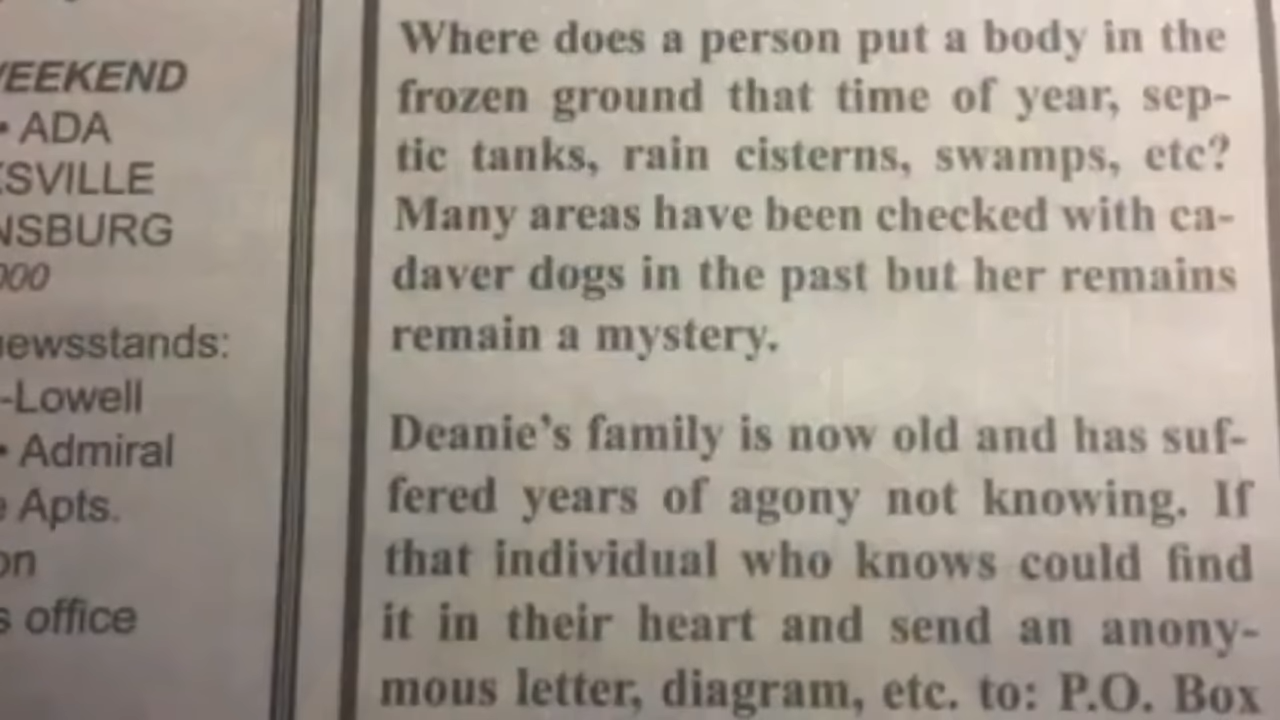 WEEKEND
• ADA
KSVILLE
NSBURG
000
newsstands:
-Lowell
• Admiral
e Apts.
on
s office
Where does a person put a body in the
frozen ground that time of year, sep-
tic tanks, rain cisterns, swamps, etc?
Many areas have been checked with ca-
daver dogs in the past but her remains
remain a mystery.
Deanie's family is now old and has suf-
fered years of agony not knowing. If
that individual who knows could find
it in their heart and send an anony-
mous letter, diagram, etc. to: P.O. Box